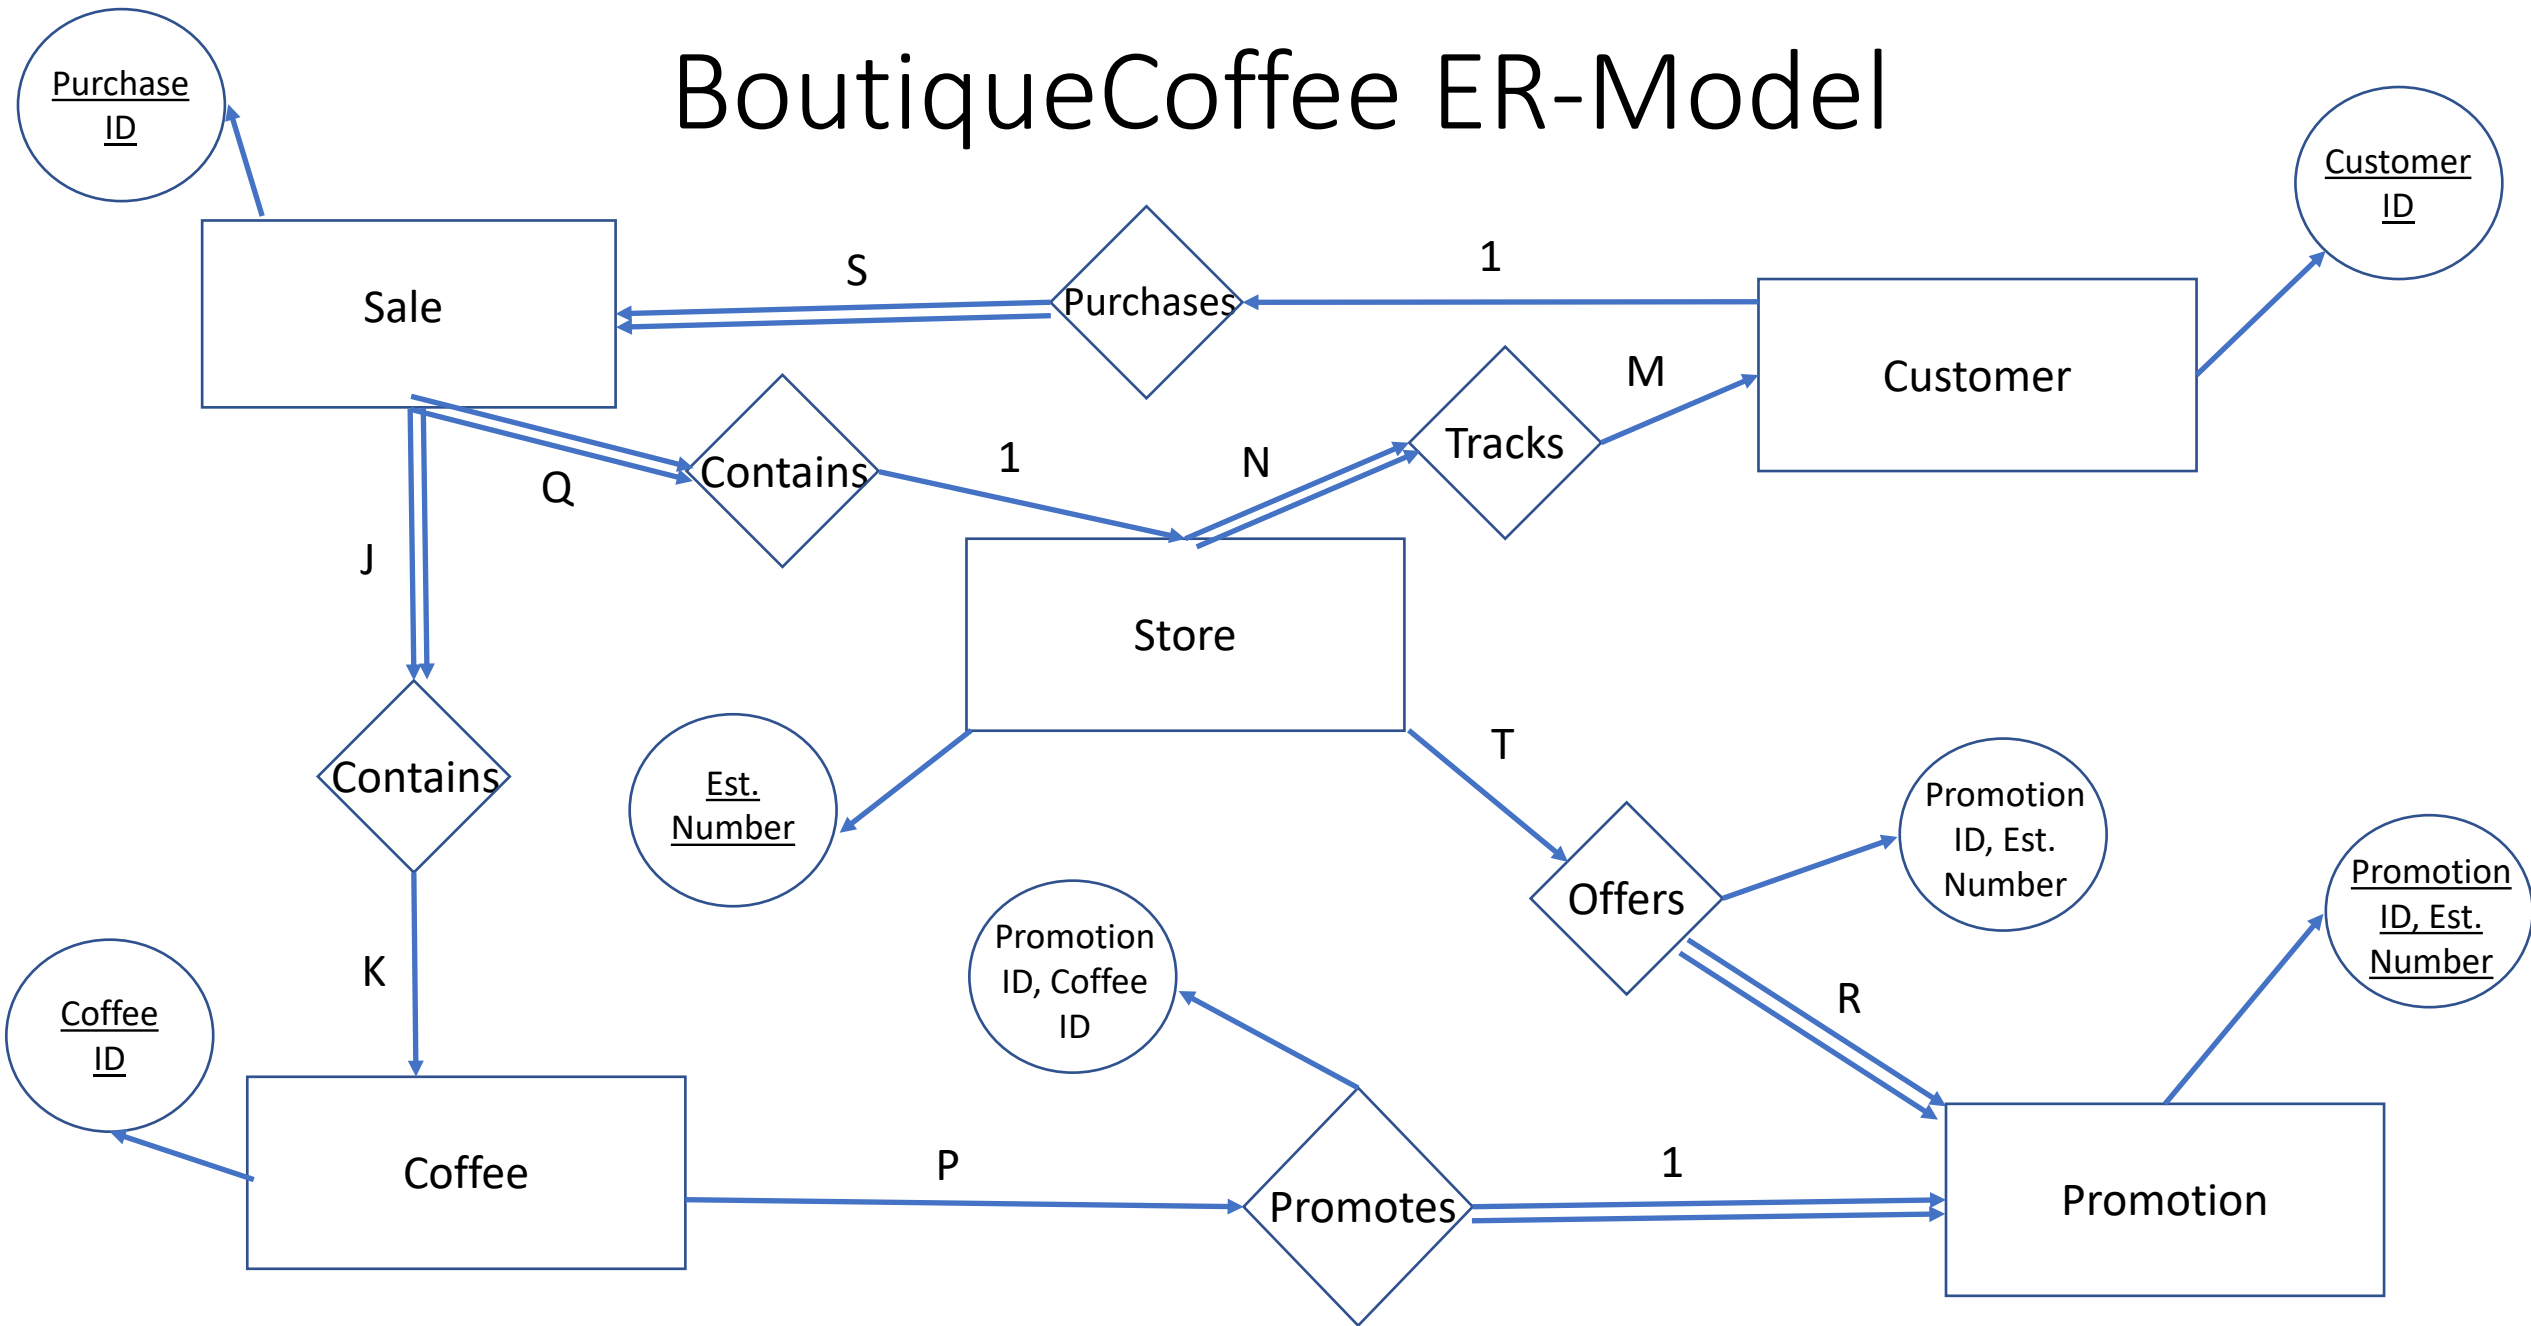 BoutiqueCoffee ER-Model
Purchase
ID
Customer
ID
Sale
S
Purchases
1
Customer
M
Tracks
N
1
Contains
Q
J
Store
Contains
Est.
Number
T
Promotion
ID, Est.
Number
Offers
Promotion
ID, Est.
Number
Promotion
ID, Coffee
ID
K
R
Coffee
ID
Coffee
P
Promotes
1
Promotion